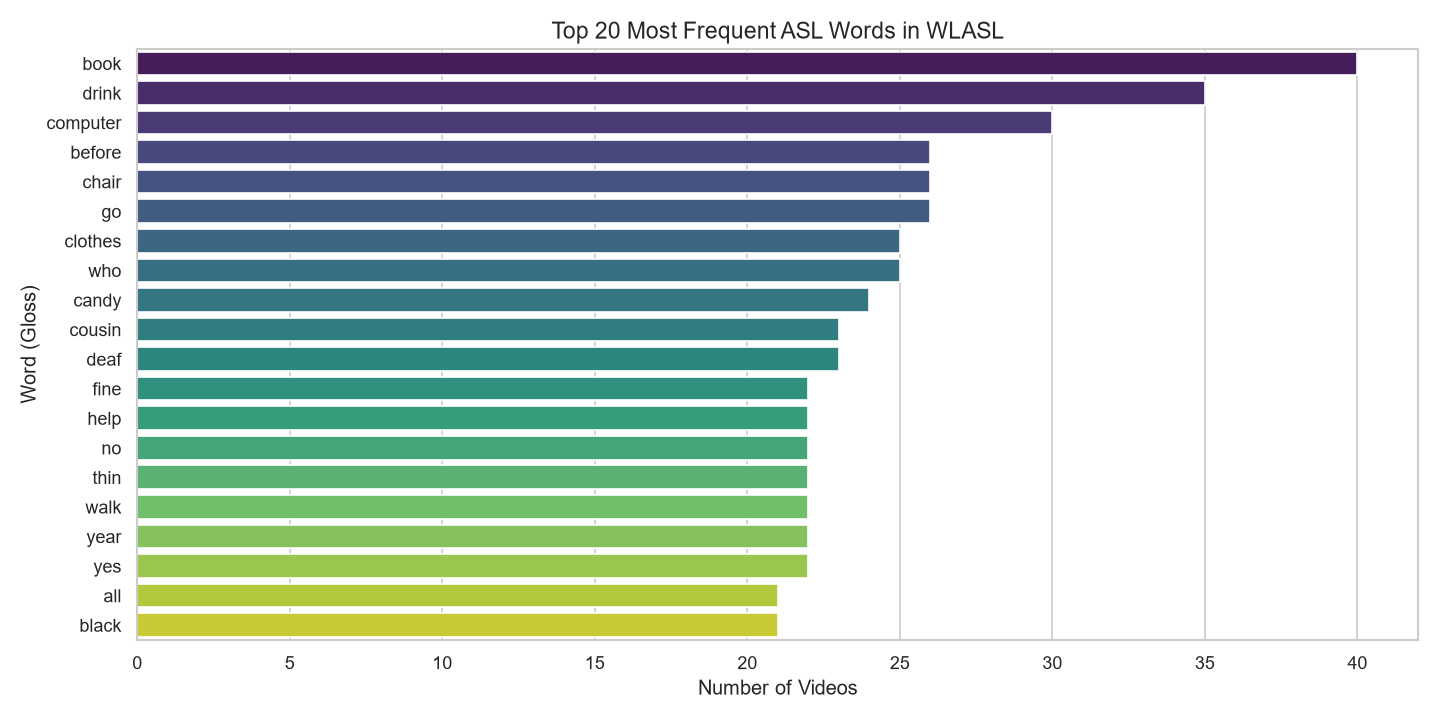 Top 20 Most Frequent ASL Words in WLASL
Word (Gloss)
book
drink
computer
before
chair
go
clothes
who
candy
cousin
deaf
fine
help
no
thin
walk
year
yes
all
black
0 5 10 15 20 25 30 35 40
Number of Videos